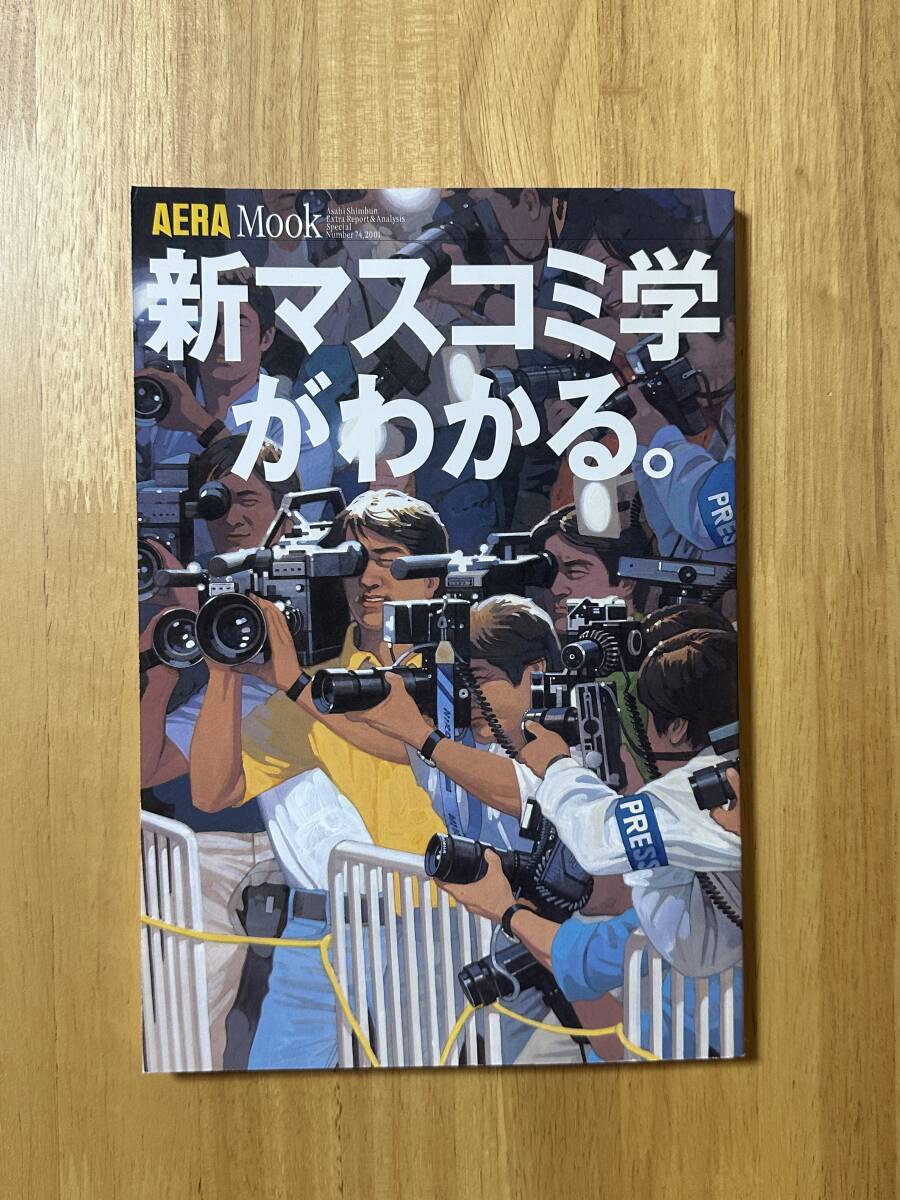 AERA Mook
Asahi Shimbun
Extra Report & Analysis
Special
Number 74, 2001
新マスコミ学
がわかる。
PRESS
PRESS